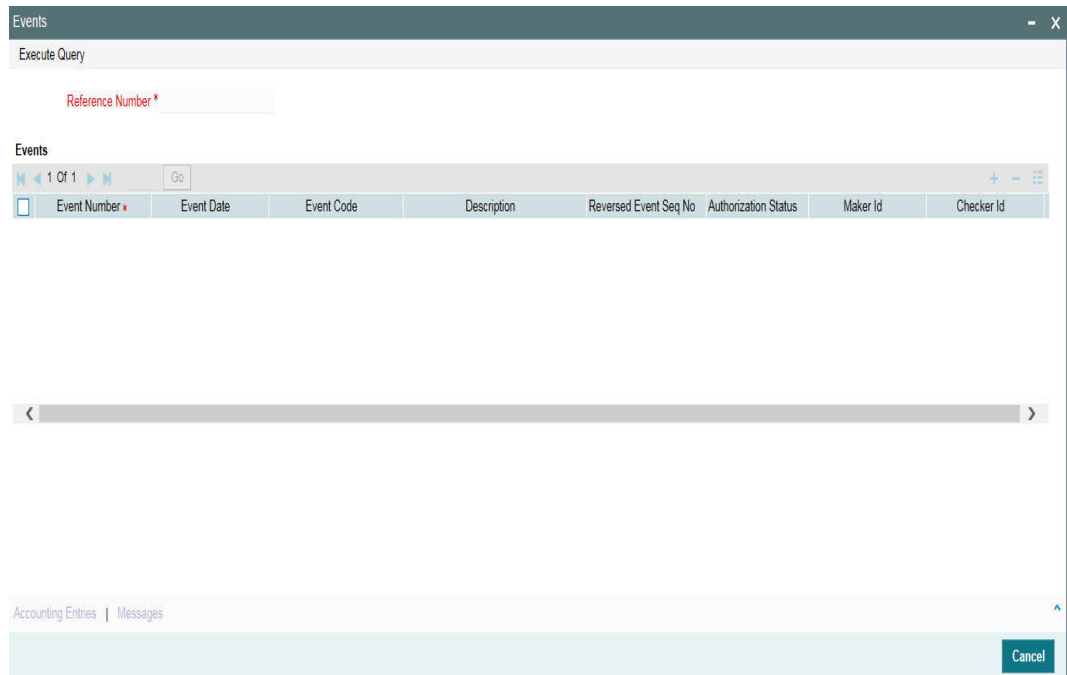 Events - X
Execute Query
Reference Number *
Events
1 Of 1 Go + -
Event Number * Event Date Event Code Description Reversed Event Seq No Authorization Status Maker Id Checker Id
Accounting Entries | Messages
Cancel